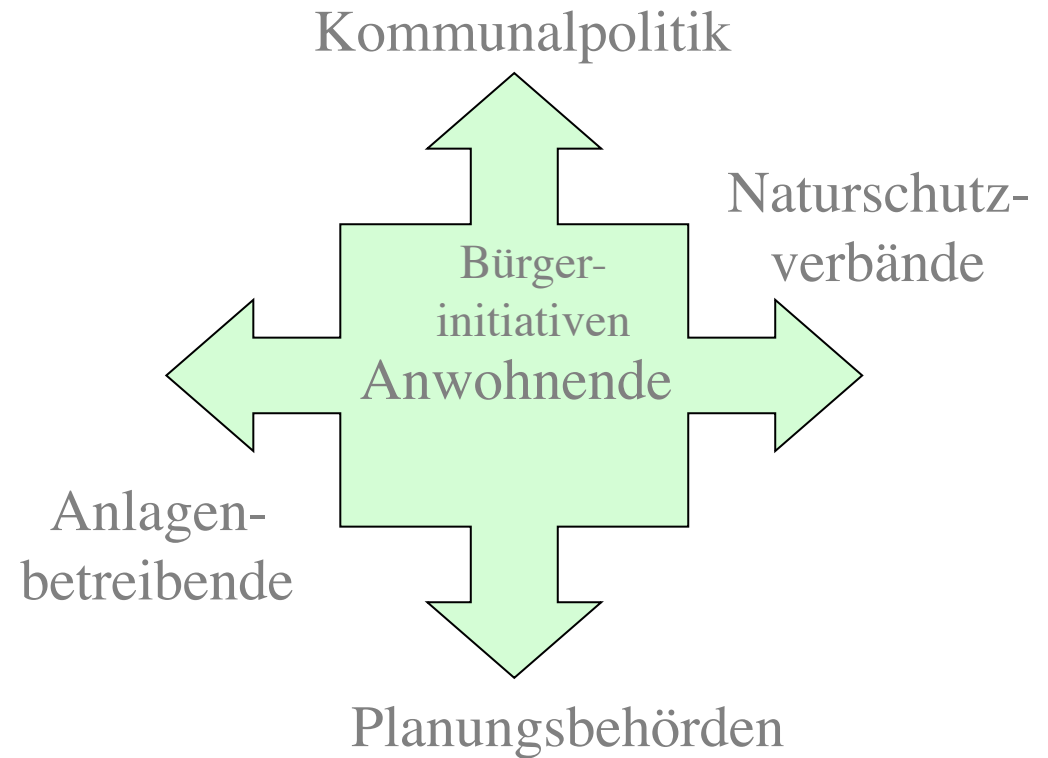 Kommunalpolitik
Naturschutz-
verbände
Bürger-
initiativen
Anwohnende
Anlagen-
betreibende
Planungsbehörden